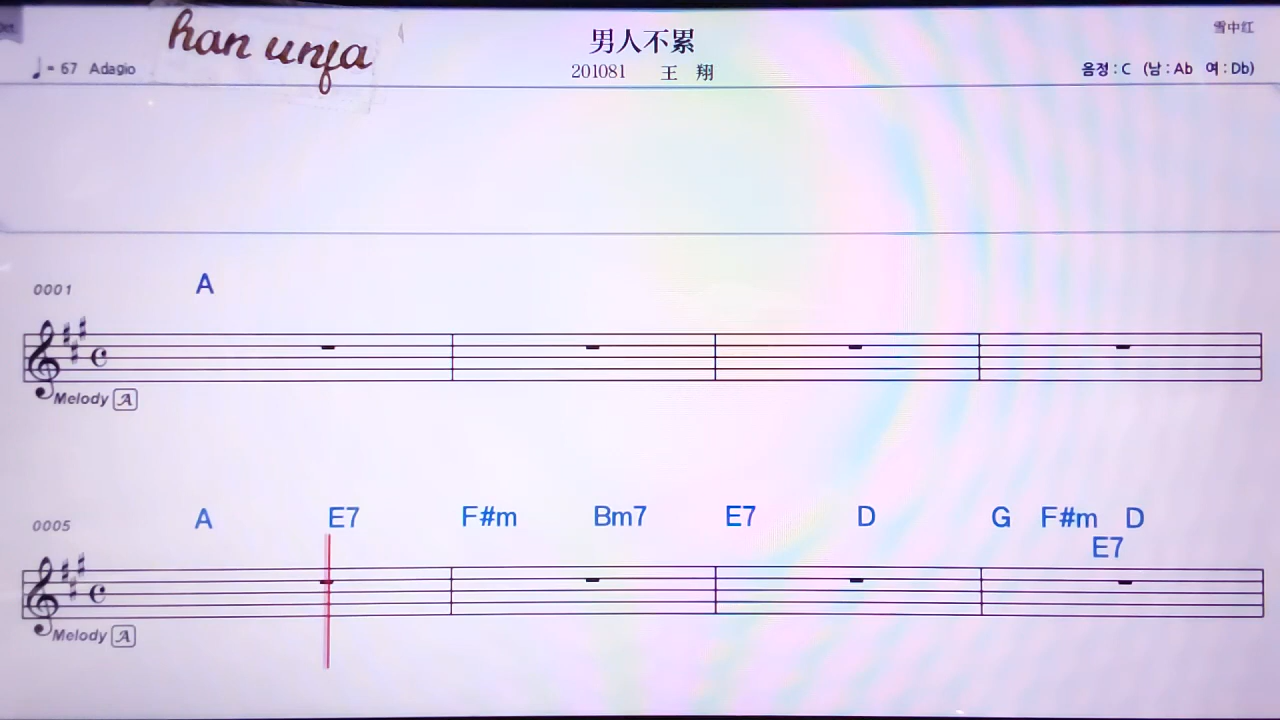 han unfa
男人不累
雪中红
♩= 67 Adagio
201081 王 翔
음정 : C (남 : Ab 여 : Db)
0001
A
Melody A
0005
A E7 F#m Bm7 E7 D G F#m D
E7
Melody A